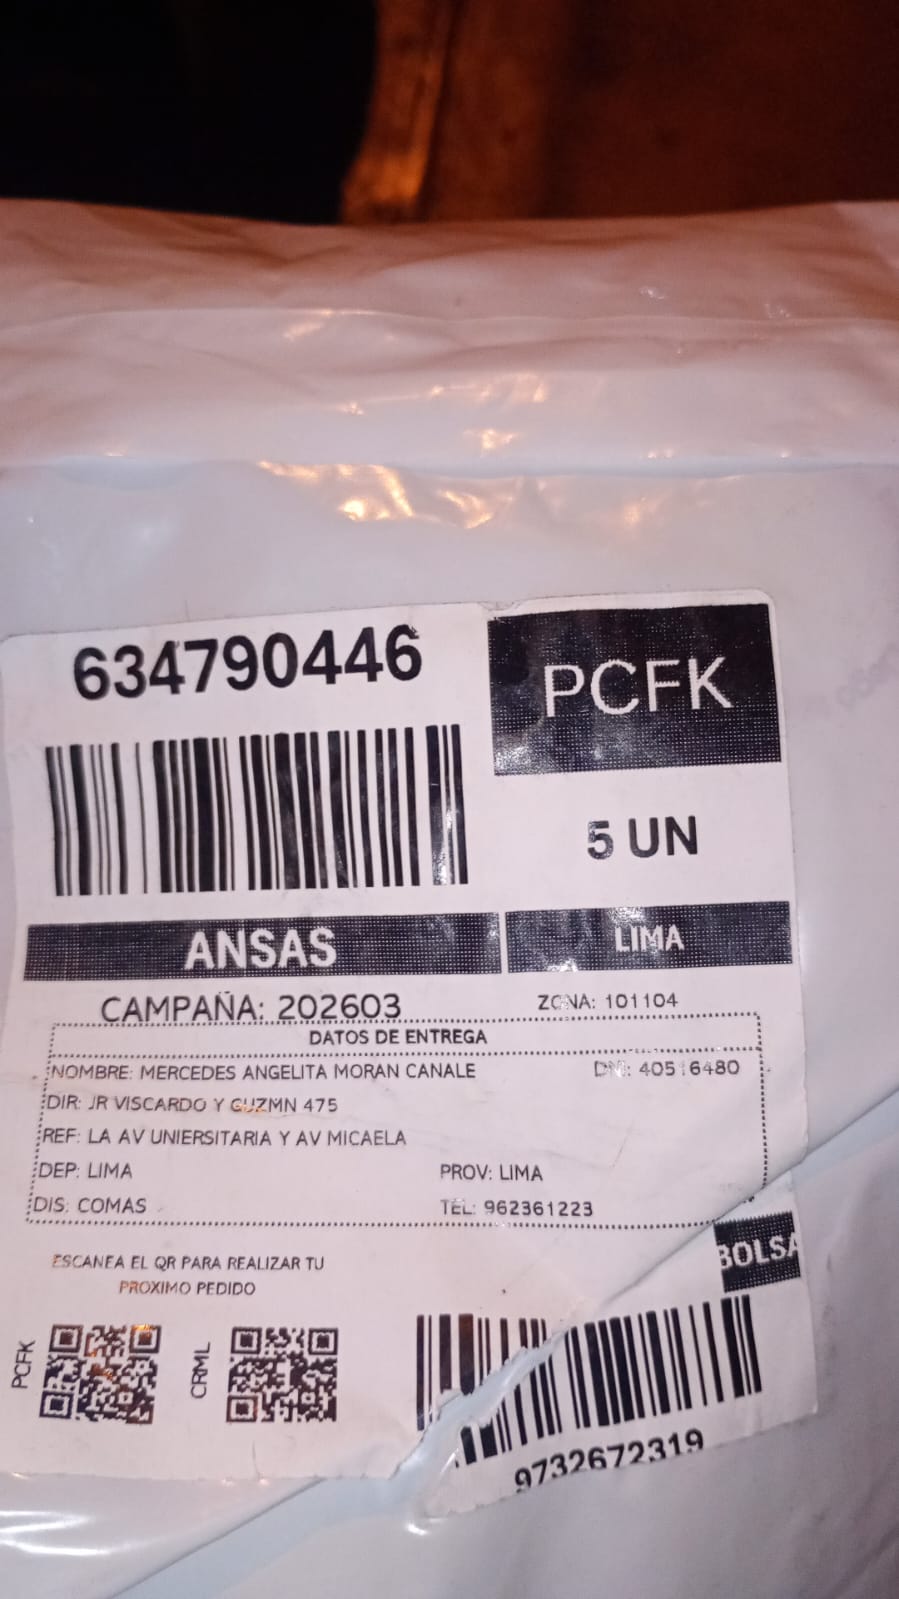 634790446
PCFK
5 UN
ANSAS
LIMA
CAMPAÑA: 202603
ZONA: 101104
DATOS DE ENTREGA
NOMBRE: MERCEDES ANGELITA MORAN CANALE
DNI:
DIR: JR VISCARDO Y GUZMN 475
REF: LA AV UNIERSITARIA Y AV MICAELA
DEP: LIMA
PROV: LIMA
DIS: COMAS
TEL: 962361223
BOLSA
ESCANEA EL QR PARA REALIZAR TU
PROXIMO PEDIDO
PCFK
CRML
9732672319